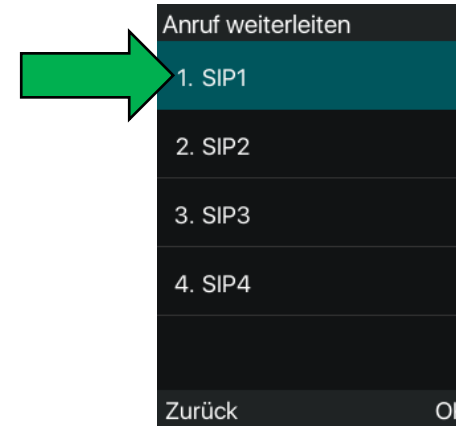 Anruf weiterleiten
1. SIP1
2. SIP2
3. SIP3
4. SIP4
Zurück